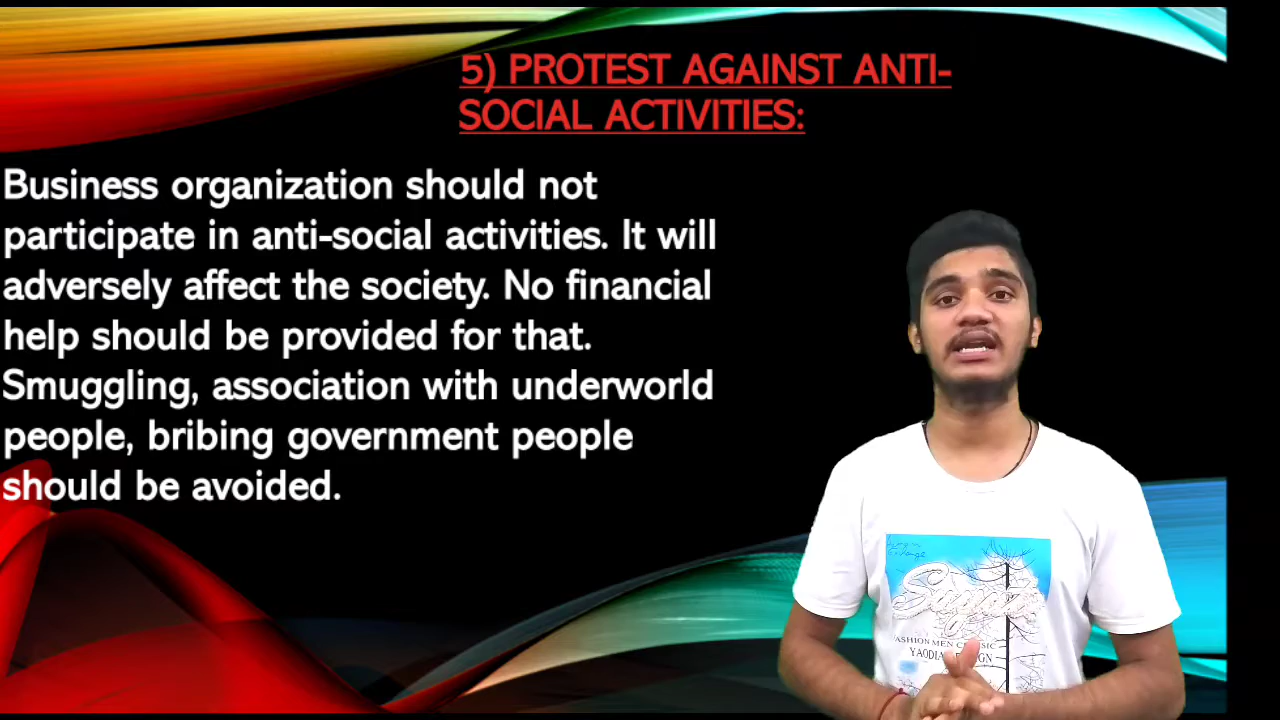 5) PROTEST AGAINST ANTI-
SOCIAL ACTIVITIES:
Business organization should not
participate in anti-social activities. It will
adversely affect the society. No financial
help should be provided for that.
Smuggling, association with underworld
people, bribing government people
should be avoided.